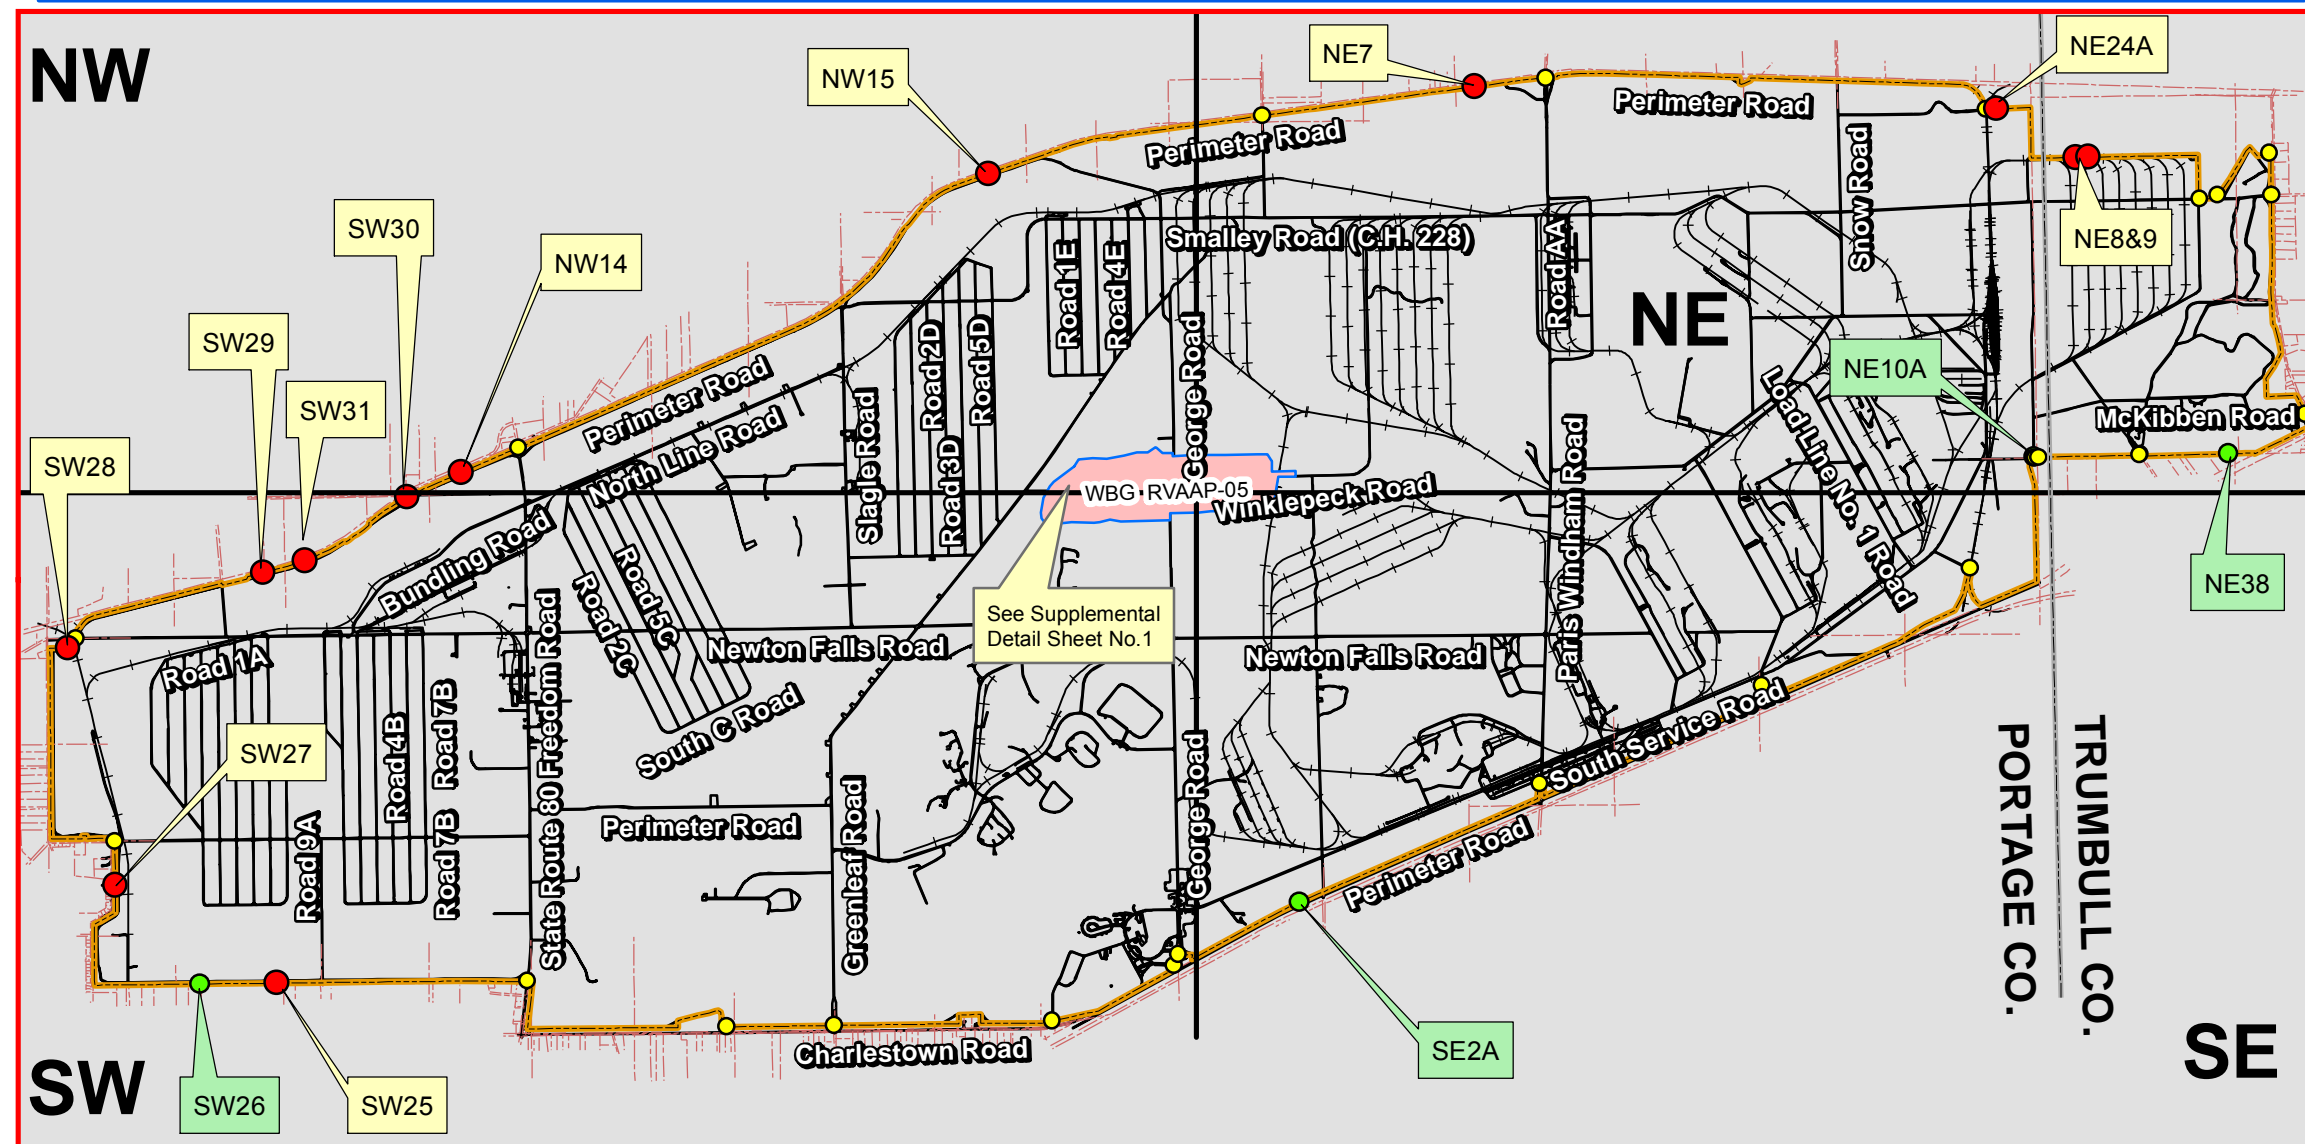 NW
NW15
NE7
NE24A
Perimeter Road
Perimeter Road
Snow Road
NE8&9
SW30
NW14
Smalley Road (C.H. 228)
Road 1E
Road 4E
Road AA
NE
SW29
SW31
Road 2D
Road 5D
George Road
NE10A
Perimeter Road
North Line Road
Slagle Road
Road 3D
Load Line No. 1 Road
McKibben Road
SW28
WBG RVAAP-05
Winklepeck Road
Paris Windham Road
Bundling Road
Road 5C
Road 2C
NE38
See Supplemental
Detail Sheet No.1
Newton Falls Road
Newton Falls Road
Road 1A
State Route 80 Freedom Road
South C Road
South Service Road
SW27
Road 4B
Road 7B
PORTAGE CO.
TRUMBULL CO.
Perimeter Road
Greenleaf Road
George Road
Perimeter Road
Road 9A
Road 7B
Charlestown Road
SE2A
SE
SW
SW26
SW25